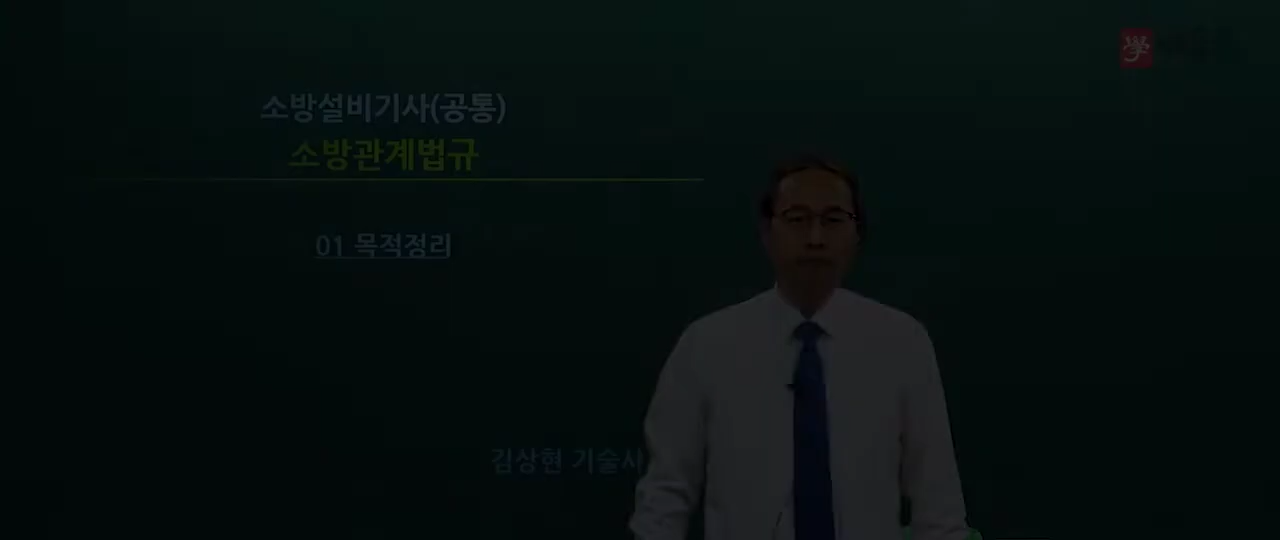 學
소방설비기사(공통)
소방관계법규
01 목적정리
김상현 기술사